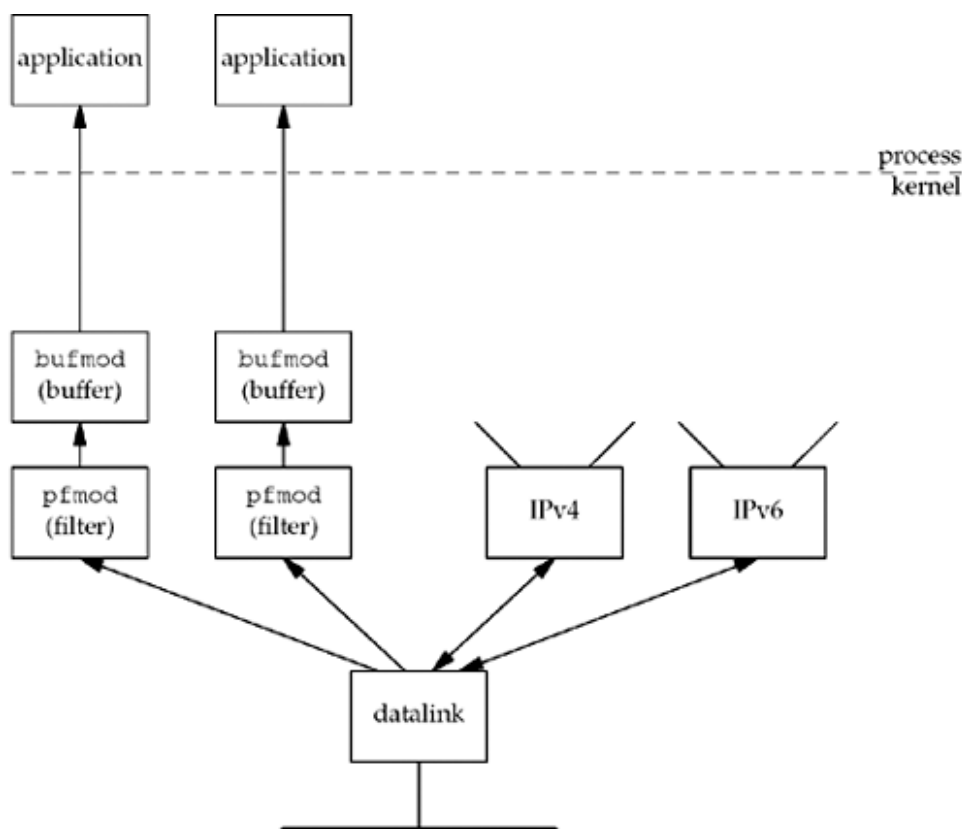 application
application
process
kernel
bufmod
(buffer)
bufmod
(buffer)
pfmod
(filter)
pfmod
(filter)
IPv4
IPv6
datalink